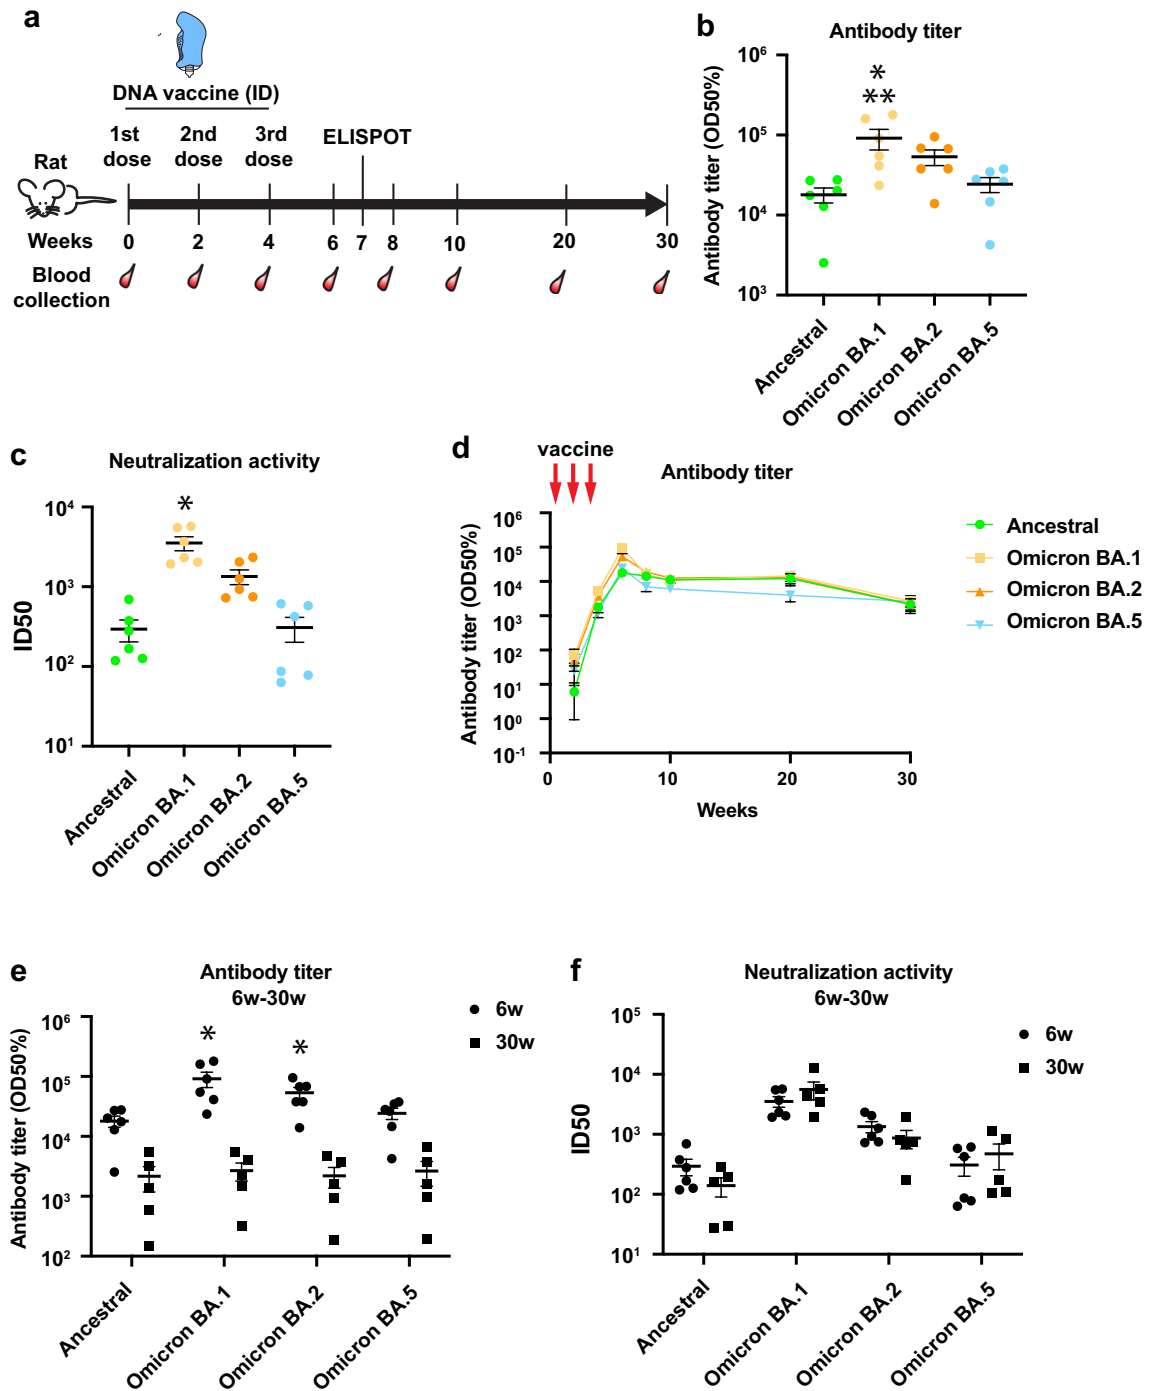 a
DNA vaccine (ID)
1st dose
2nd dose
3rd dose
ELISPOT
Rat
Weeks
0 2 4 6 7 8 10 20 30
Blood collection
b
Antibody titer
Antibody titer (OD50%)
10⁶
10⁵
10⁴
10³
*
**
Ancestral
Omicron BA.1
Omicron BA.2
Omicron BA.5
c
Neutralization activity
ID50
10⁴
10³
10²
10¹
*
Ancestral
Omicron BA.1
Omicron BA.2
Omicron BA.5
d
vaccine
Antibody titer
Antibody titer (OD50%)
10⁶
10⁵
10⁴
10³
10²
10¹
10⁰
10⁻¹
0 10 20 30
Weeks
Ancestral
Omicron BA.1
Omicron BA.2
Omicron BA.5
e
Antibody titer
6w-30w
Antibody titer (OD50%)
10⁶
10⁵
10⁴
10³
10²
*
*
6w
30w
Ancestral
Omicron BA.1
Omicron BA.2
Omicron BA.5
f
Neutralization activity
6w-30w
ID50
10⁵
10⁴
10³
10²
10¹
6w
30w
Ancestral
Omicron BA.1
Omicron BA.2
Omicron BA.5